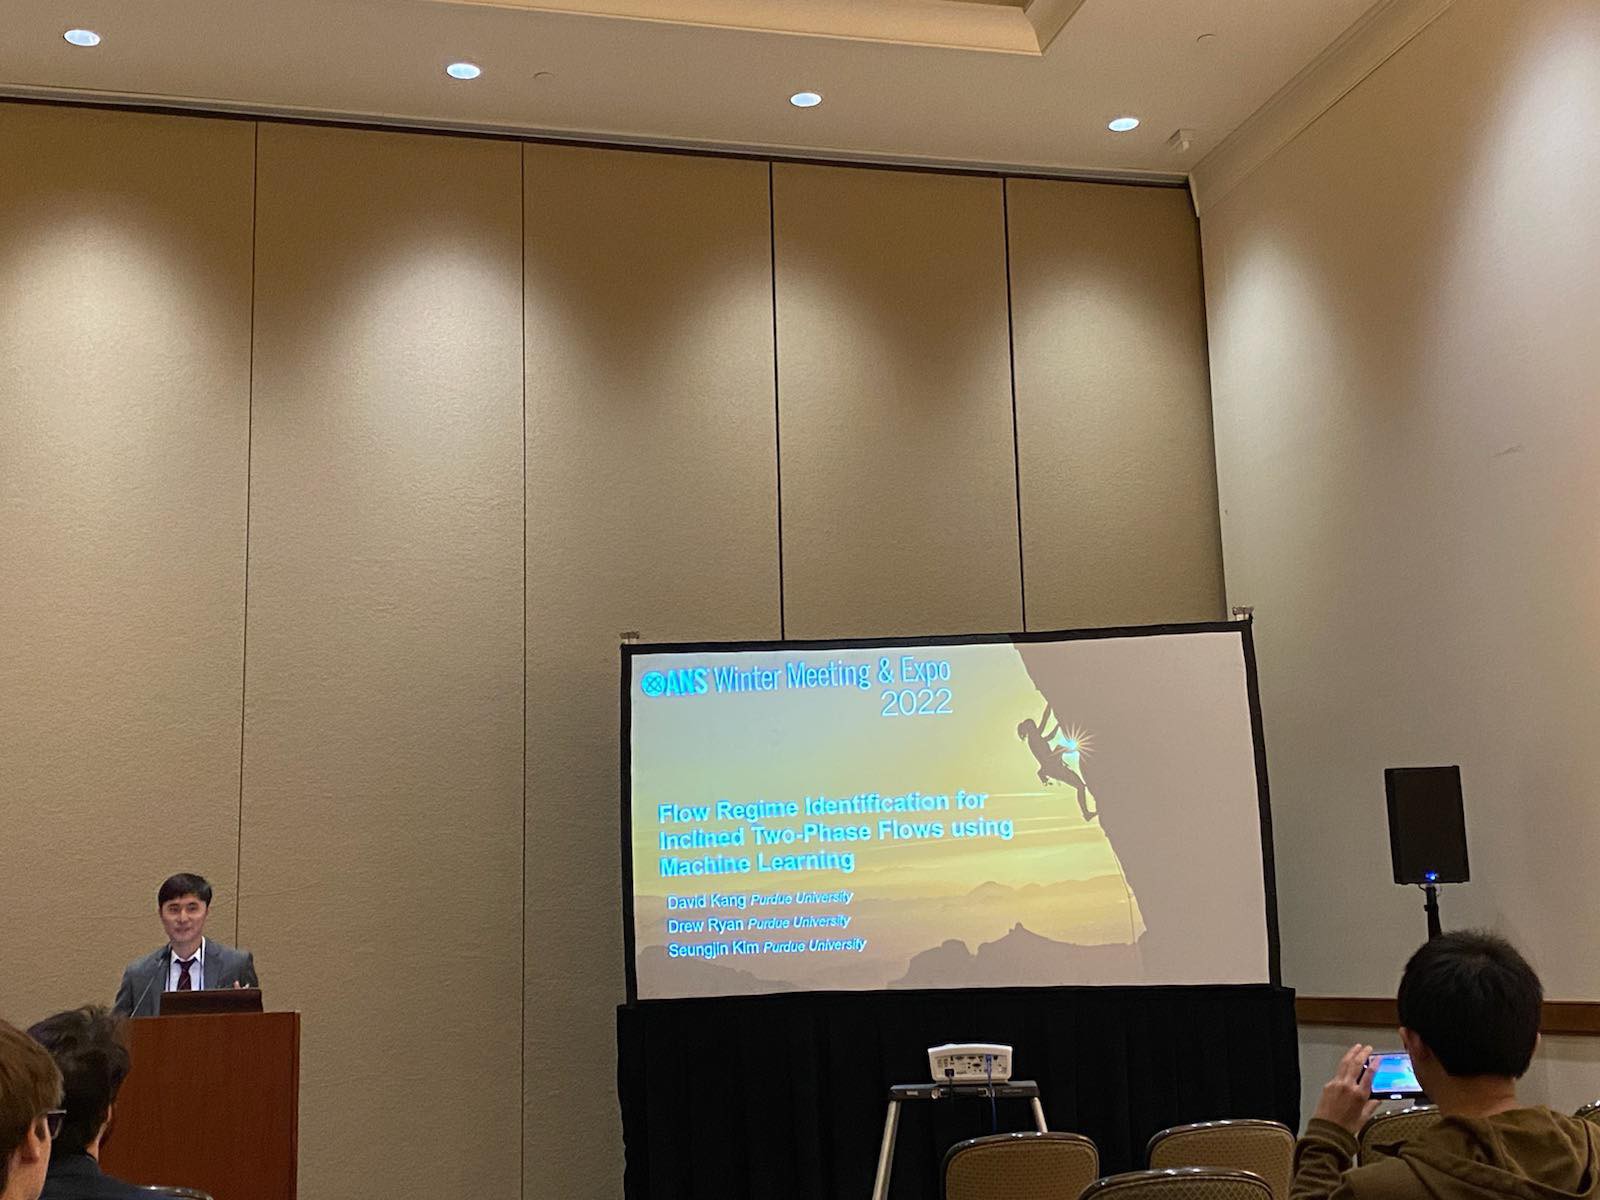 ANS Winter Meeting & Expo
2022
Flow Regime Identification for
Inclined Two-Phase Flows using
Machine Learning
David Kang Purdue University
Drew Ryan Purdue University
Seungjin Kim Purdue University